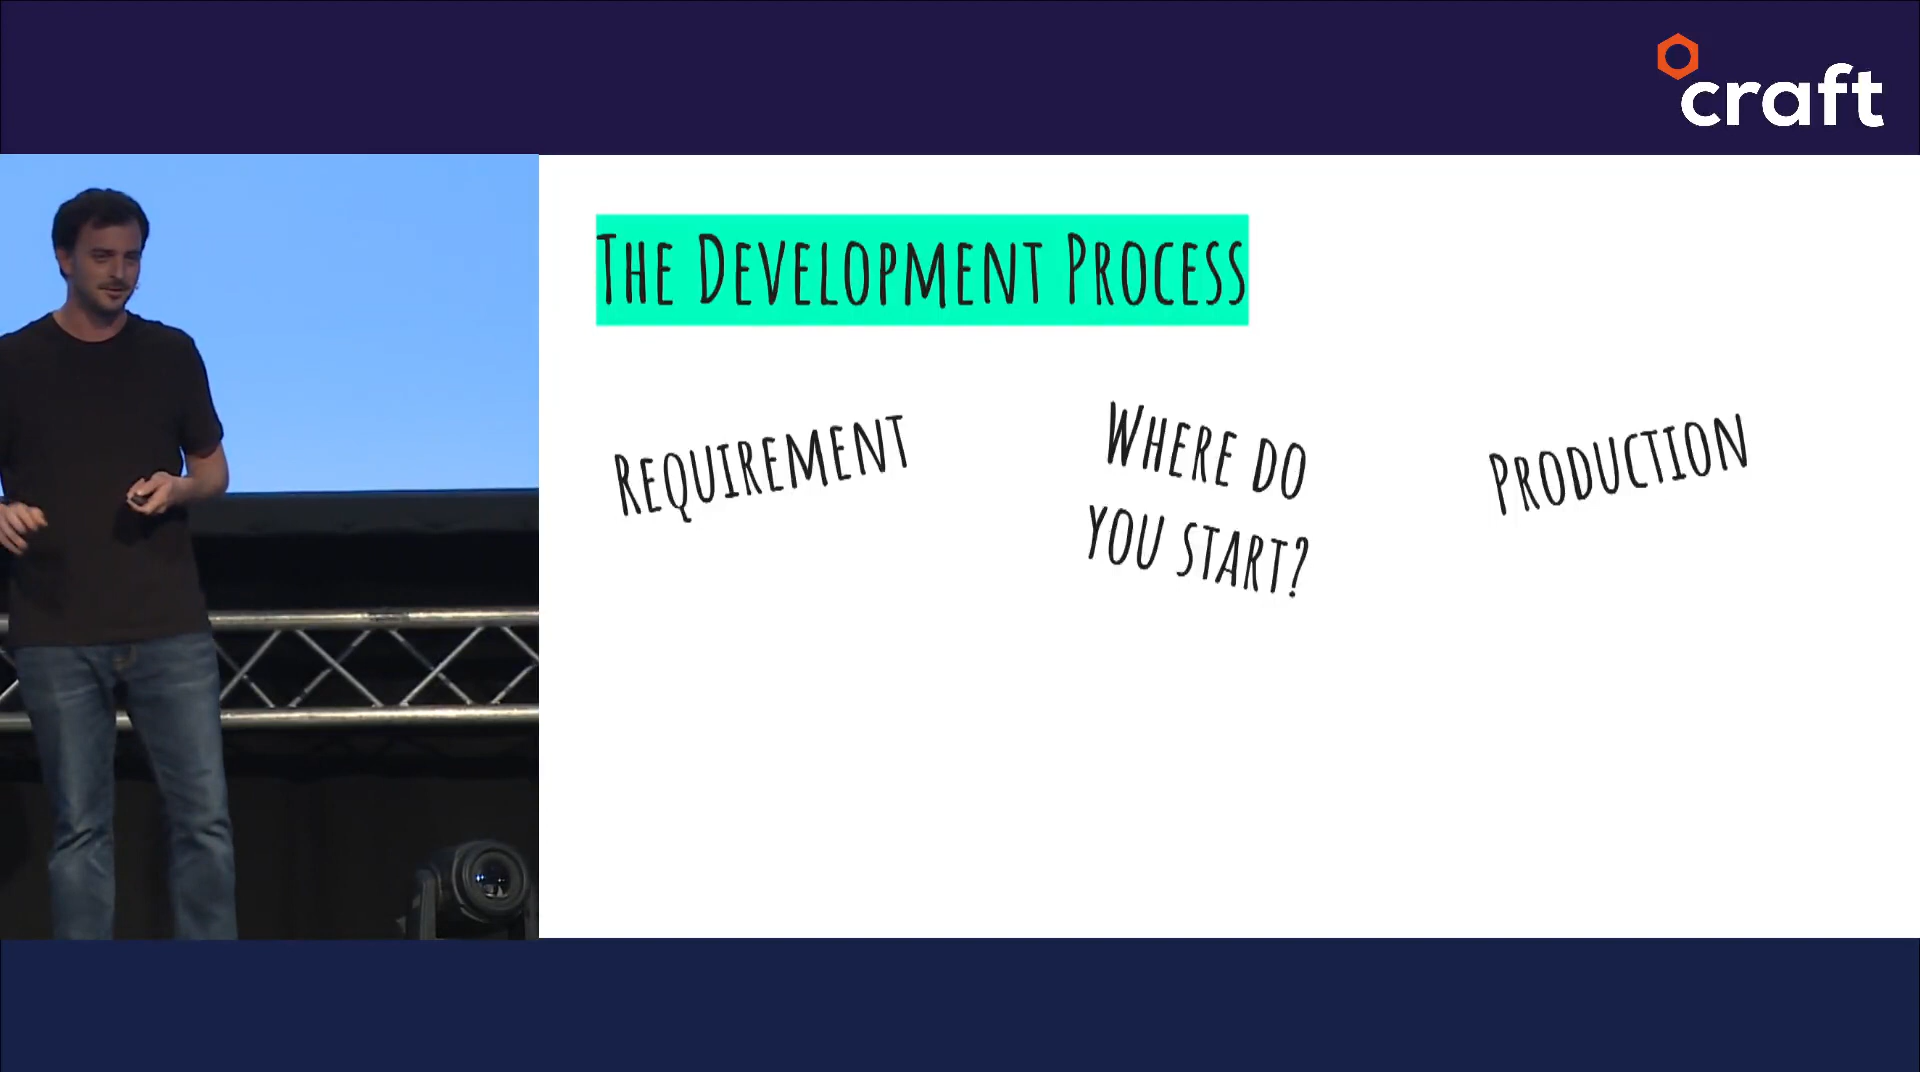 craft
The Development Process
Requirement
Where do
you start?
Production